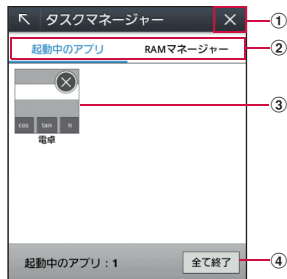 タスクマネージャー
①
起動中のアプリ RAMマネージャー
②
③
cos tan π
電卓
起動中のアプリ：1 全て終了
④